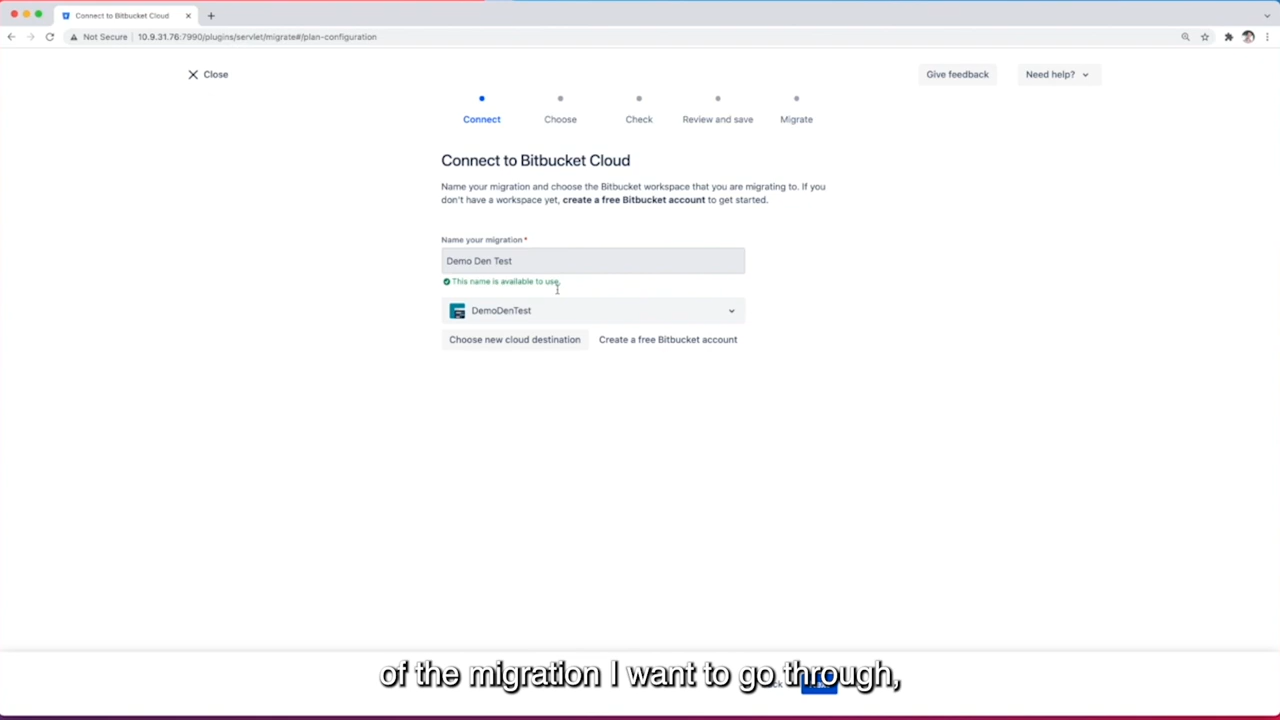 Connect to Bitbucket Cloud
Not Secure 10.9.31.76:7990/plugins/servlet/migrate#/plan-configuration
Close
Give feedback
Need help?
Connect
Choose
Check
Review and save
Migrate
Connect to Bitbucket Cloud
Name your migration and choose the Bitbucket workspace that you are migrating to. If you
don't have a workspace yet, create a free Bitbucket account to get started.
Name your migration *
Demo Den Test
This name is available to use.
DemoDenTest
Choose new cloud destination
Create a free Bitbucket account
of the migration I want to go through,